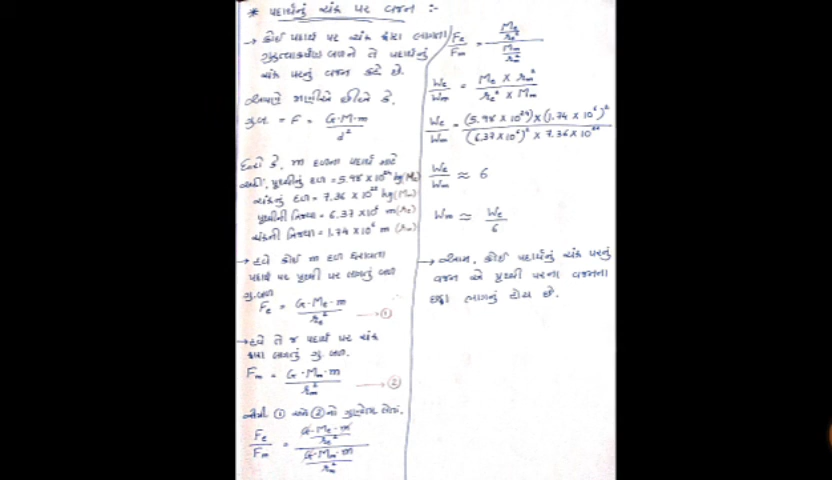 * પદાર્થનું ચંદ્ર પર વજન :-
→ કોઈ પદાર્થ પર ચંદ્ર દ્વારા લાગતા
ગુરુત્વાકર્ષણ બળને તે પદાર્થનું
ચંદ્ર પરનું વજન કહે છે.
આપણે જાણીએ છીએ કે,
ગુ.બળ = F = G·M·m / d²
ધારો કે, m દળના પદાર્થ માટે
પૃથ્વીનું દળ = 5.98 × 10²⁴ kg (Me)
ચંદ્રનું દળ = 7.36 × 10²² kg (Mm)
પૃથ્વીની ત્રિજ્યા = 6.37 × 10⁶ m (re)
ચંદ્રની ત્રિજ્યા = 1.74 × 10⁶ m (rm)
→ હવે કોઈ m દળ ધરાવતા
પદાર્થ પર પૃથ્વી પર લાગતું બળ
ગુ.બળ
Fe = G·Me·m / re² → ①
→ હવે તે જ પદાર્થ પર ચંદ્ર
દ્વારા લાગતું ગુ. બળ.
Fm = G·Mm·m / rm² → ②
① અને ② નો ગુણોત્તર લેતાં,
Fe / Fm = (G·Me·m / re²) / (G·Mm·m / rm²)
Fe / Fm = (Me / re²) / (Mm / rm²)
We / Wm = Me × rm² / re² × Mm
We / Wm = (5.98 × 10²⁴) × (1.74 × 10⁶)² / (6.37 × 10⁶)² × 7.36 × 10²²
We / Wm ≈ 6
Wm ≈ We / 6
→ આમ, કોઈ પદાર્થનું ચંદ્ર પરનું
વજન એ પૃથ્વી પરના વજનના
છઠ્ઠા ભાગનું હોય છે.